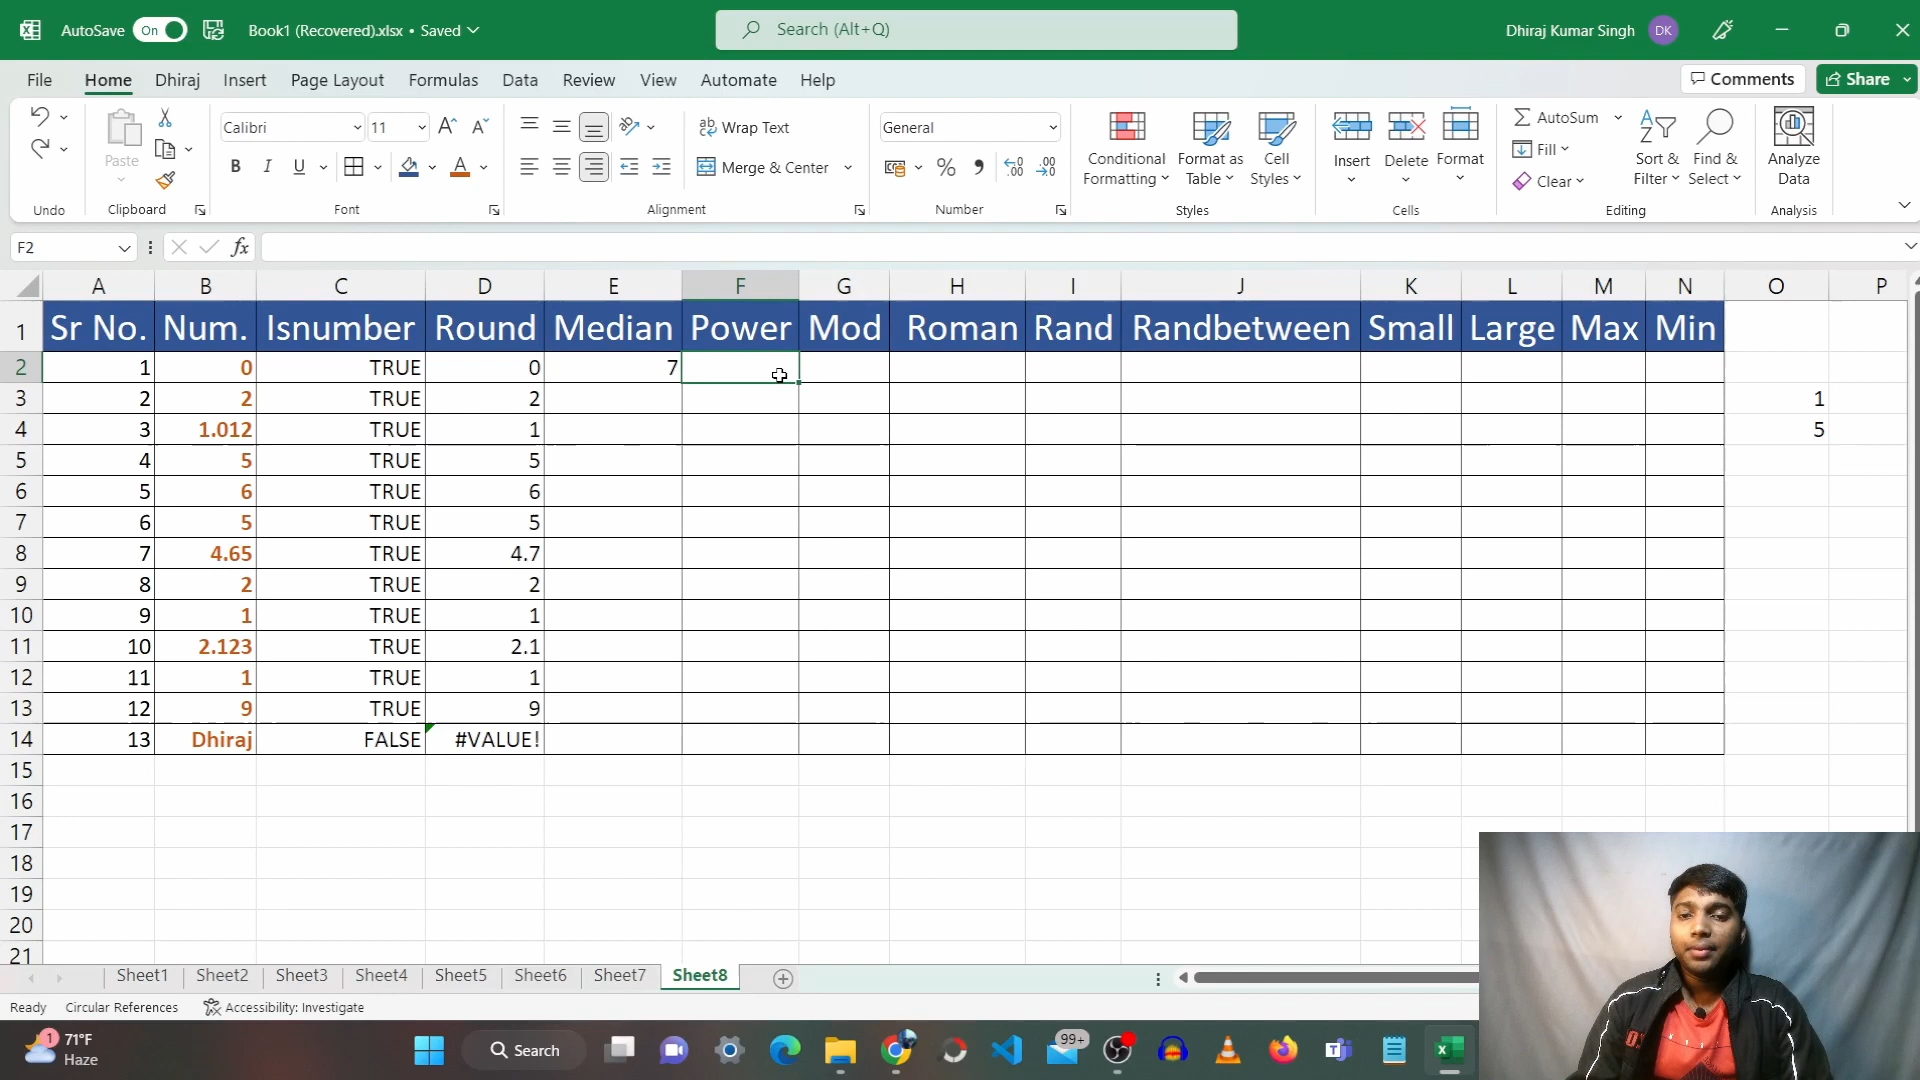 AutoSave On Book1 (Recovered).xlsx • Saved Search (Alt+Q) Dhiraj Kumar Singh DK
File Home Dhiraj Insert Page Layout Formulas Data Review View Automate Help Comments Share
Calibri 11 Wrap Text General AutoSum
Paste B I U Merge & Center % Conditional Formatting Format as Table Cell Styles Insert Delete Format Fill Clear Sort & Filter Find & Select Analyze Data
Undo Clipboard Font Alignment Number Styles Cells Editing Analysis
F2 fx
A B C D E F G H I J K L M N O P
1 Sr No. Num. Isnumber Round Median Power Mod Roman Rand Randbetween Small Large Max Min
2 1 0 TRUE 0 7
3 2 2 TRUE 2 1
4 3 1.012 TRUE 1 5
5 4 5 TRUE 5
6 5 6 TRUE 6
7 6 5 TRUE 5
8 7 4.65 TRUE 4.7
9 8 2 TRUE 2
10 9 1 TRUE 1
11 10 2.123 TRUE 2.1
12 11 1 TRUE 1
13 12 9 TRUE 9
14 13 Dhiraj FALSE #VALUE!
15
16
17
18
19
20
21
Sheet1 Sheet2 Sheet3 Sheet4 Sheet5 Sheet6 Sheet7 Sheet8
Ready Circular References Accessibility: Investigate
1 71°F Search 99+
Haze